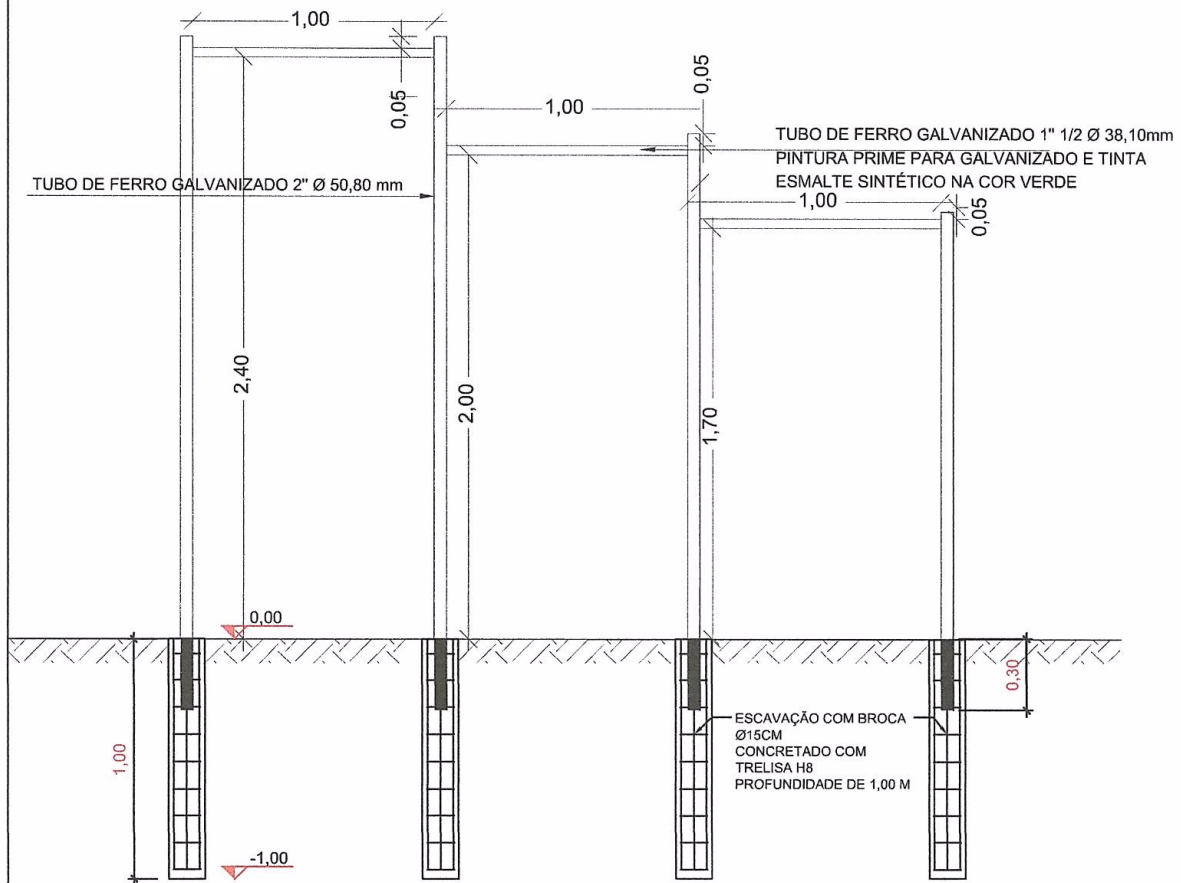 1,00
0,05
0,05
1,00
TUBO DE FERRO GALVANIZADO 1" 1/2 Ø 38,10mm
PINTURA PRIME PARA GALVANIZADO E TINTA
ESMALTE SINTÉTICO NA COR VERDE
TUBO DE FERRO GALVANIZADO 2" Ø 50,80 mm
1,00
0,05
2,40
2,00
1,70
0,00
0,30
1,00
ESCAVAÇÃO COM BROCA
Ø15CM
CONCRETADO COM
TRELISA H8
PROFUNDIDADE DE 1,00 M
-1,00